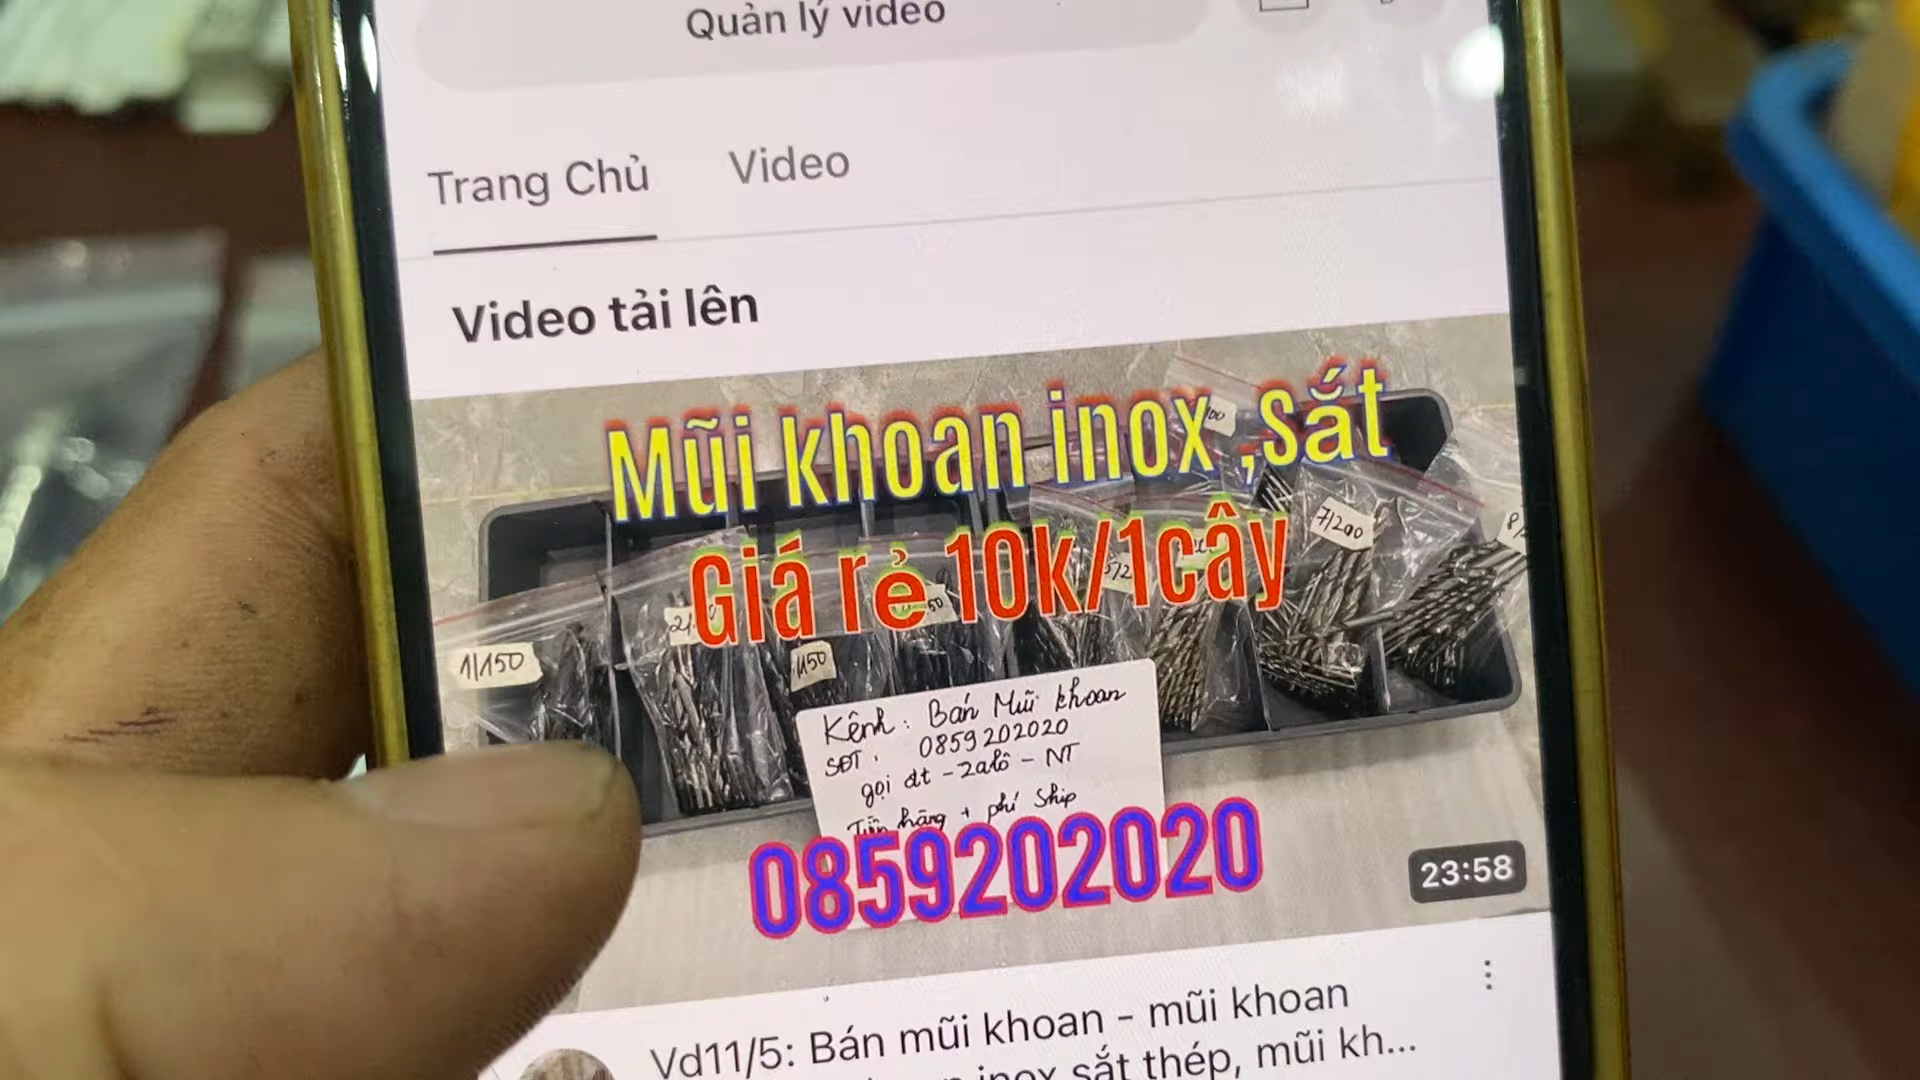 Quản lý video
Trang Chủ
Video
Video tải lên
Mũi khoan inox ,sắt
Giá rẻ 10k/1cây
7/200
1/150
Kênh : Bán Mũi khoan
SĐT : 0859202020
gọi đt - Zalô - NT
Tiền hàng + phí ship
0859202020
23:58
Vd11/5: Bán mũi khoan - mũi khoan
inox sắt thép, mũi kh...